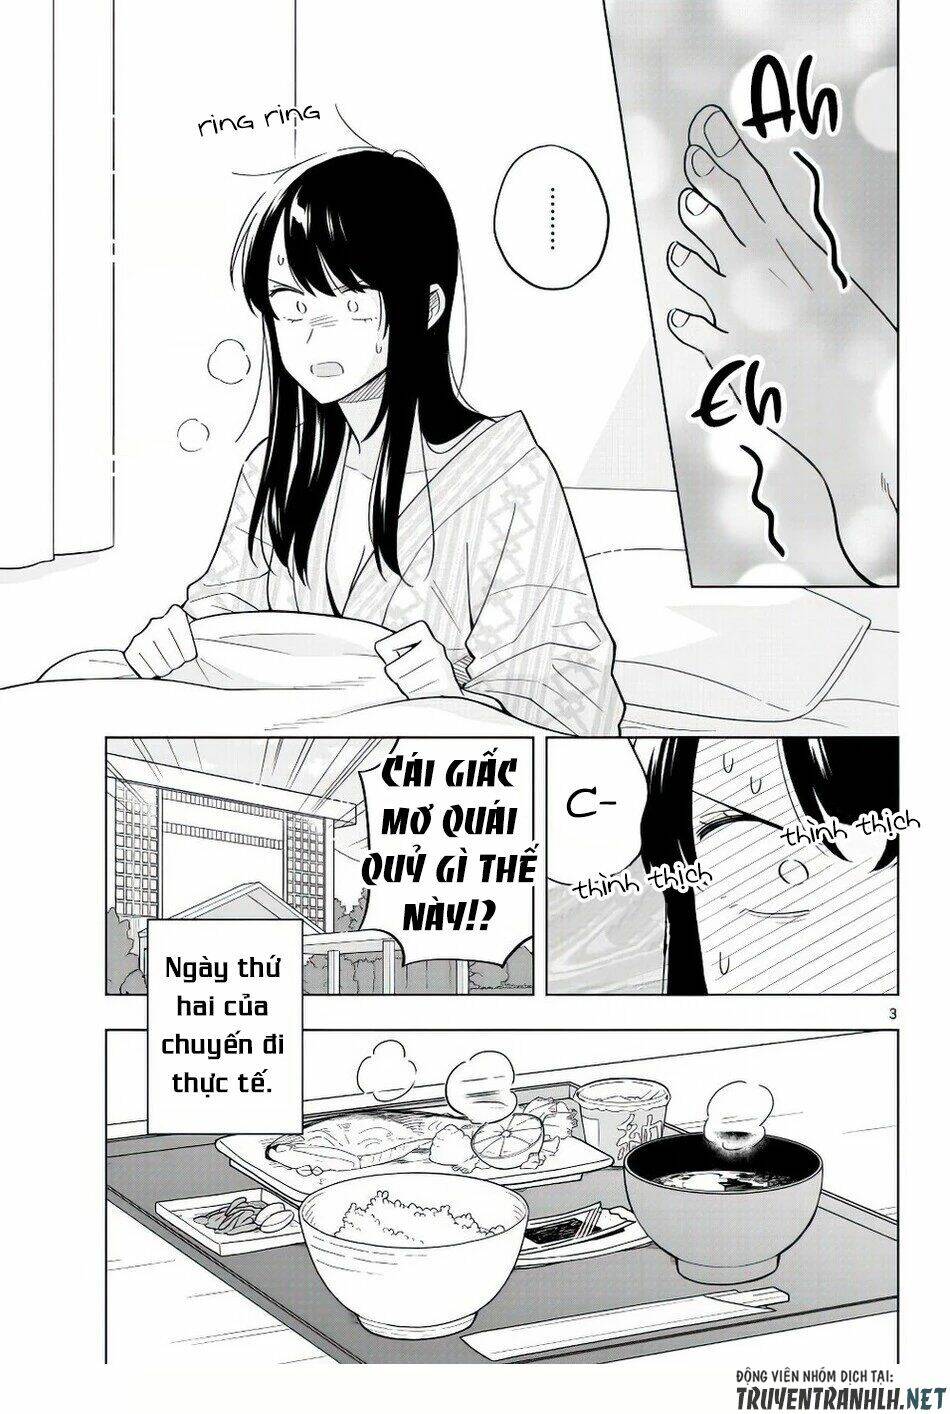 Ah
Eh
.........
ring ring
C-
thình thịch
thình thịch
CÁI GIẤC
MƠ QUÁI
QUỶ GÌ THẾ
NÀY!?
Ngày thứ
hai của
chuyến đi
thực tế.
3
納
ĐỘNG VIÊN NHÓM DỊCH TẠI:
TRUYENTRANHLH.NET